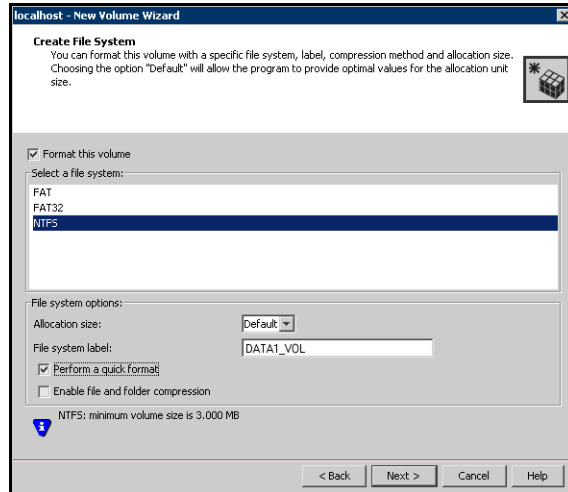 localhost - New Volume Wizard
Create File System
You can format this volume with a specific file system, label, compression method and allocation size.
Choosing the option "Default" will allow the program to provide optimal values for the allocation unit
size.
Format this volume
Select a file system:
FAT
FAT32
NTFS
File system options:
Allocation size:
Default
File system label:
DATA1_VOL
Perform a quick format
Enable file and folder compression
NTFS: minimum volume size is 3.000 MB
< Back
Next >
Cancel
Help